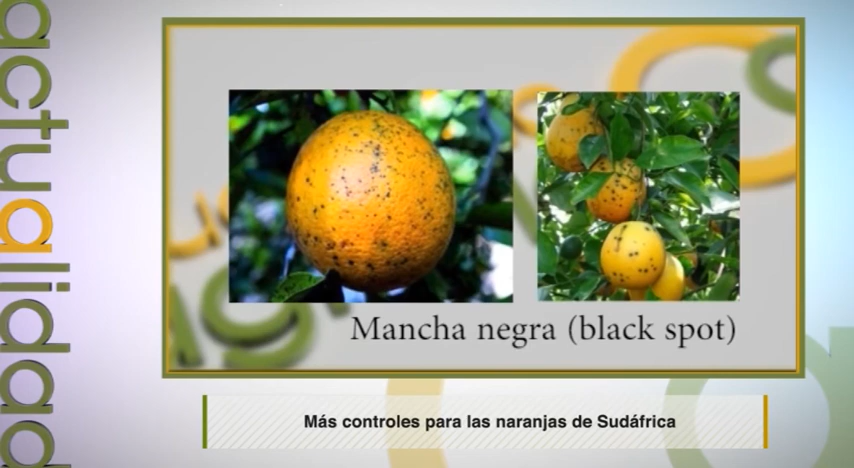 actualidad
Mancha negra (black spot)
Más controles para las naranjas de Sudáfrica